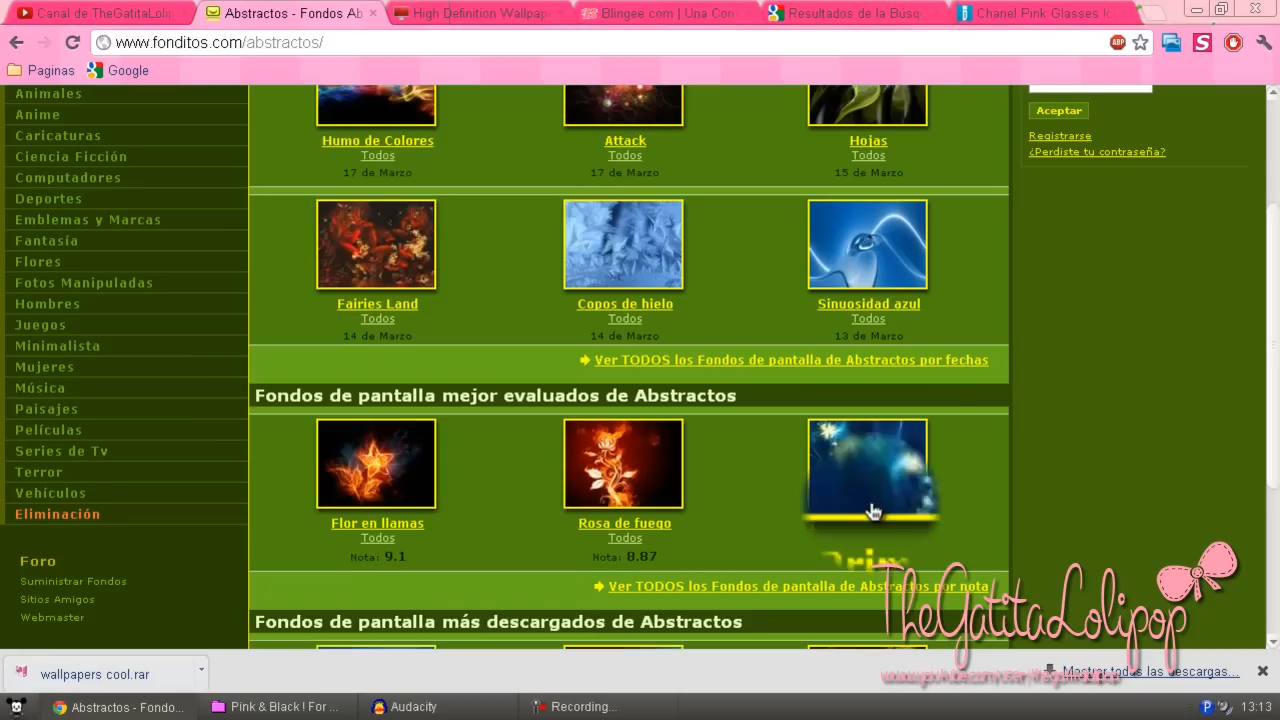 Canal de TheGatitaLoli
Abstractos - Fondos Ab
High Definition Wallpap
Blingee com | Una Con
Resultados de la Búsq
Chanel Pink Glasses Ic
www.fonditos.com/abstractos/
ABP
S
Paginas
Google
Animales
Anime
Caricaturas
Ciencia Ficción
Computadores
Deportes
Emblemas y Marcas
Fantasía
Flores
Fotos Manipuladas
Hombres
Juegos
Minimalista
Mujeres
Música
Paisajes
Películas
Series de Tv
Terror
Vehículos
Eliminación
Foro
Suministrar Fondos
Sitios Amigos
Webmaster
Humo de Colores
Todos
17 de Marzo
Attack
Todos
17 de Marzo
Hojas
Todos
15 de Marzo
Fairies Land
Todos
14 de Marzo
Copos de hielo
Todos
14 de Marzo
Sinuosidad azul
Todos
13 de Marzo
Ver TODOS los Fondos de pantalla de Abstractos por fechas
Fondos de pantalla mejor evaluados de Abstractos
Flor en llamas
Todos
Nota: 9.1
Rosa de fuego
Todos
Nota: 8.87
Ver TODOS los Fondos de pantalla de Abstractos por nota
Fondos de pantalla más descargados de Abstractos
Aceptar
Registrarse
¿Perdiste tu contraseña?
TheGatitaLolipop
wallpapers cool.rar
Mostrar todas las descargas...
Abstractos - Fondo...
Pink & Black ! For ...
Audacity
Recording...
13:13